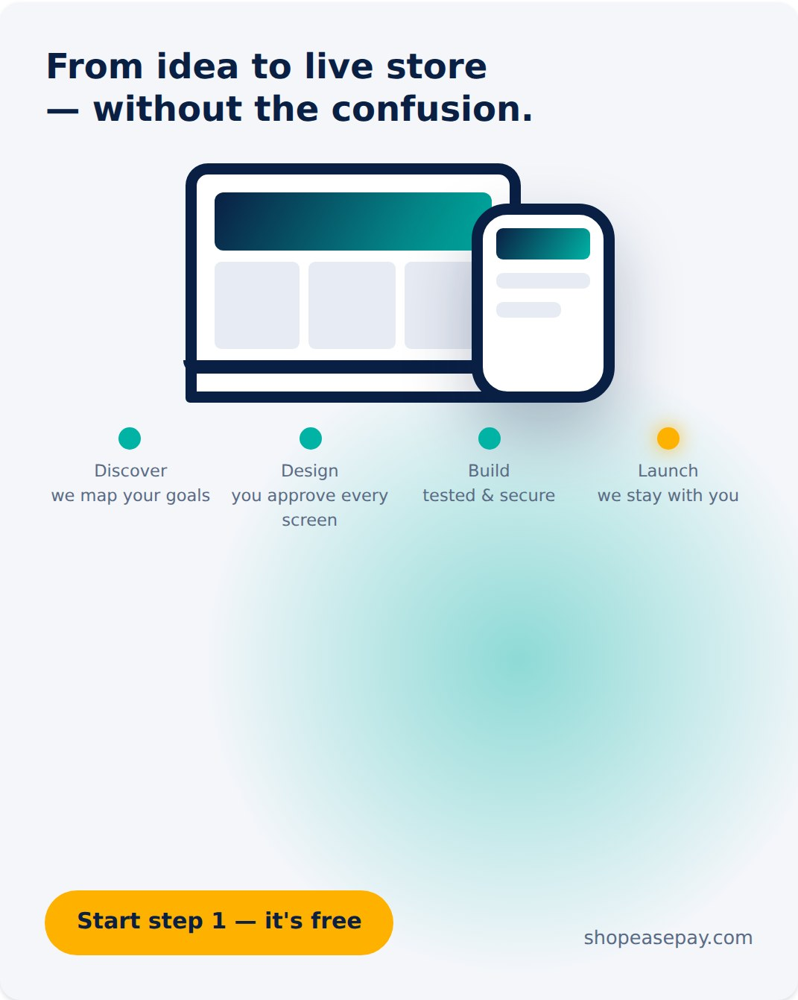 From idea to live store
— without the confusion.
Discover
we map your goals
Design
you approve every
screen
Build
tested & secure
Launch
we stay with you
Start step 1 — it's free
shopeasepay.com